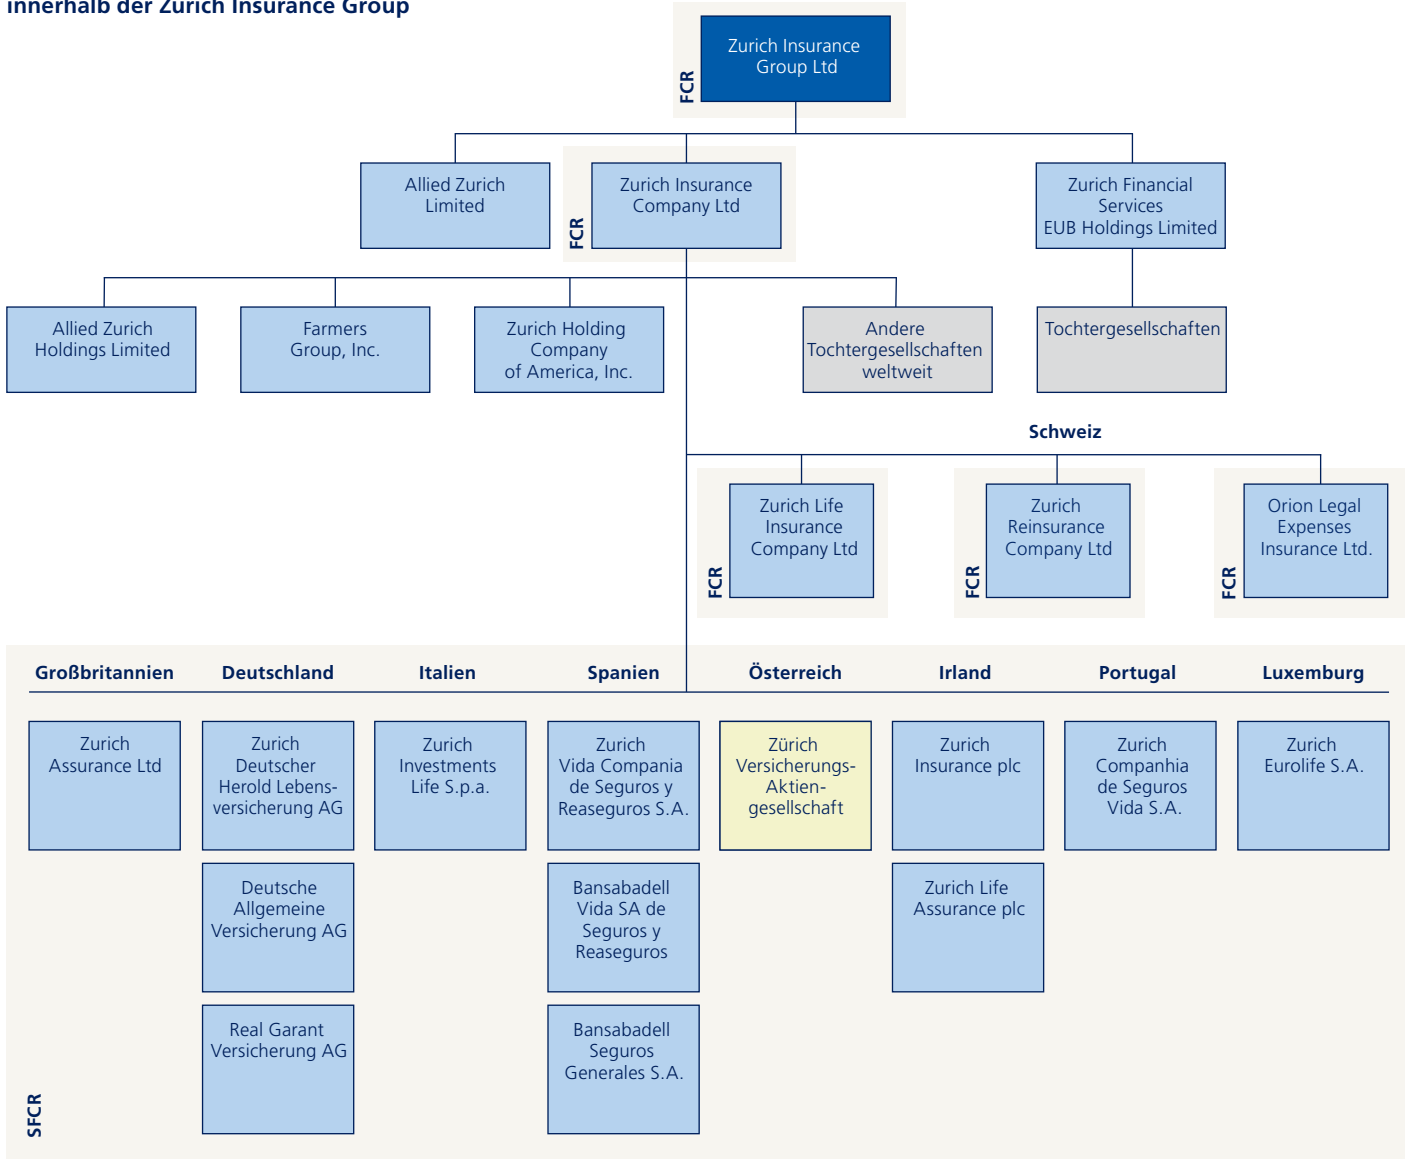 innerhalb der Zurich Insurance Group
Zurich Insurance
Group Ltd
FCR
Allied Zurich
Limited
FCR
Zurich Insurance
Company Ltd
Zurich Financial
Services
EUB Holdings Limited
Allied Zurich
Holdings Limited
Farmers
Group, Inc.
Zurich Holding
Company
of America, Inc.
Andere
Tochtergesellschaften
weltweit
Tochtergesellschaften
Schweiz
FCR
Zurich Life
Insurance
Company Ltd
FCR
Zurich
Reinsurance
Company Ltd
FCR
Orion Legal
Expenses
Insurance Ltd.
Großbritannien
Deutschland
Italien
Spanien
Österreich
Irland
Portugal
Luxemburg
Zurich
Assurance Ltd
Zurich
Deutscher
Herold Lebens-
versicherung AG
Zurich
Investments
Life S.p.a.
Zurich
Vida Compania
de Seguros y
Reaseguros S.A.
Zürich
Versicherungs-
Aktien-
gesellschaft
Zurich
Insurance plc
Zurich
Companhia
de Seguros
Vida S.A.
Zurich
Eurolife S.A.
Deutsche
Allgemeine
Versicherung AG
Bansabadell
Vida SA de
Seguros y
Reaseguros
Zurich Life
Assurance plc
Real Garant
Versicherung AG
Bansabadell
Seguros
Generales S.A.
SFCR